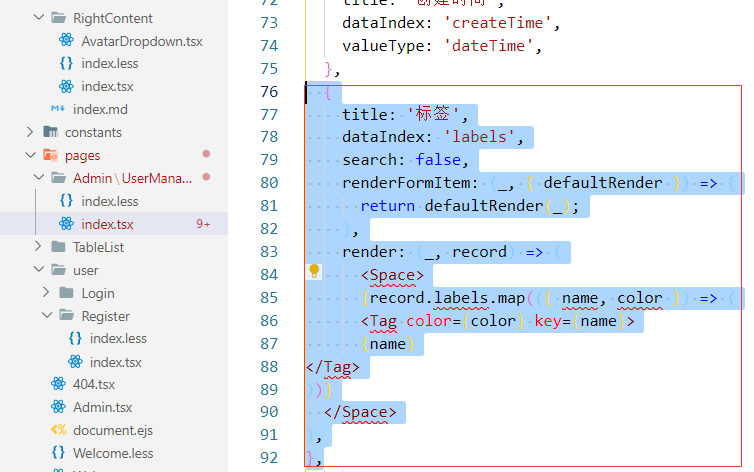 RightContent
AvatarDropdown.tsx
index.less
index.tsx
index.md
constants
pages
Admin\UserMana...
index.less
index.tsx 9+
TableList
user
Login
Register
index.less
index.tsx
404.tsx
Admin.tsx
document.ejs
Welcome.less
72 title: '创建时间',
73 dataIndex: 'createTime',
74 valueType: 'dateTime',
75 },
76 {
77 title: '标签',
78 dataIndex: 'labels',
79 search: false,
80 renderFormItem: (_, { defaultRender }) => {
81 return defaultRender(_);
82 },
83 render: (_, record) => (
84 <Space>
85 {record.labels.map(({ name, color }) => (
86 <Tag color={color} key={name}>
87 {name}
88 </Tag>
89 ))}
90 </Space>
91 ),
92 },